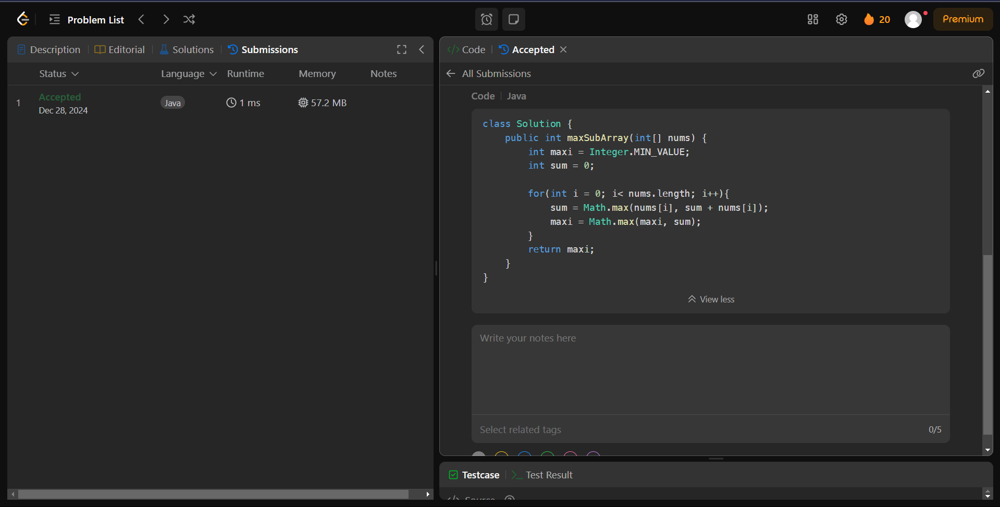 Problem List
20
Premium
Description
Editorial
Solutions
Submissions
Status
Language
Runtime
Memory
Notes
1
Accepted
Dec 28, 2024
Java
1 ms
57.2 MB
Code
Accepted
All Submissions
Code
Java
class Solution {
    public int maxSubArray(int[] nums) {
        int maxi = Integer.MIN_VALUE;
        int sum = 0;

        for(int i = 0; i< nums.length; i++){
            sum = Math.max(nums[i], sum + nums[i]);
            maxi = Math.max(maxi, sum);
        }
        return maxi;
    }
}
View less
Write your notes here
Select related tags
0/5
Testcase
Test Result
Source